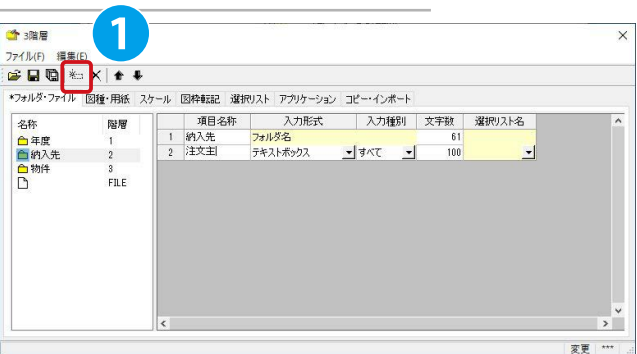 1
3階層
ファイル(F) 編集(E)
*フォルダ・ファイル 図種・用紙 スケール 図枠転記 選択リスト アプリケーション コピー・インポート
名称 階層
年度 1
納入先 2
物件 3
FILE
項目名称 入力形式 入力種別 文字数 選択リスト名
1 納入先 フォルダ名 61
2 注文主 テキストボックス すべて 100
変更 ***